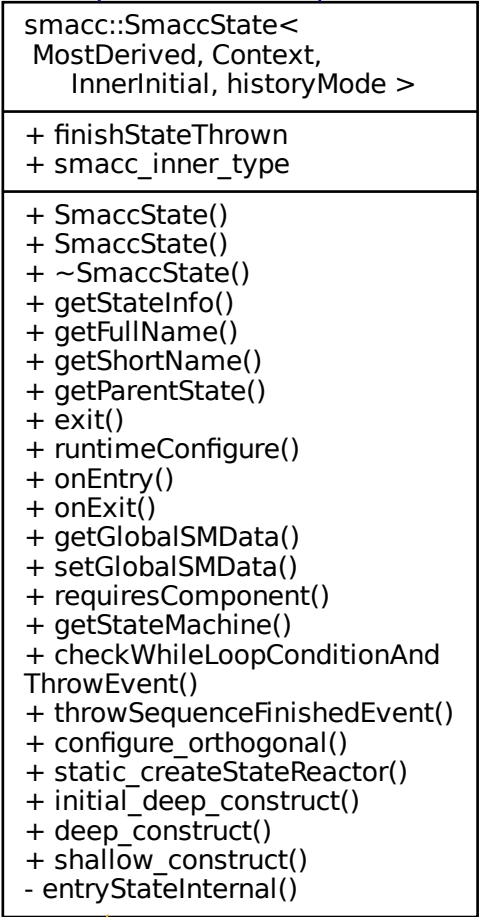 smacc::SmaccState<
MostDerived, Context,
InnerInitial, historyMode >
+ finishStateThrown
+ smacc_inner_type
+ SmaccState()
+ SmaccState()
+ ~SmaccState()
+ getStateInfo()
+ getFullName()
+ getShortName()
+ getParentState()
+ exit()
+ runtimeConfigure()
+ onEntry()
+ onExit()
+ getGlobalSMData()
+ setGlobalSMData()
+ requiresComponent()
+ getStateMachine()
+ checkWhileLoopConditionAnd
ThrowEvent()
+ throwSequenceFinishedEvent()
+ configure_orthogonal()
+ static_createStateReactor()
+ initial_deep_construct()
+ deep_construct()
+ shallow_construct()
- entryStateInternal()